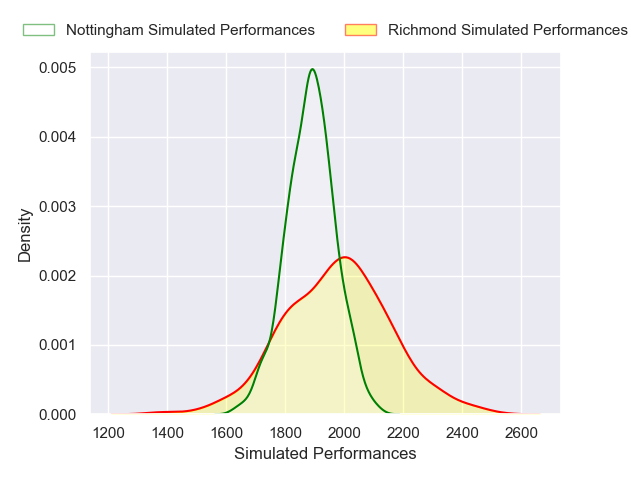 Nottingham Simulated Performances Richmond Simulated Performances
0.005
0.004
0.003
0.002
0.001
0.000
Density
1200 1400 1600 1800 2000 2200 2400 2600
Simulated Performances